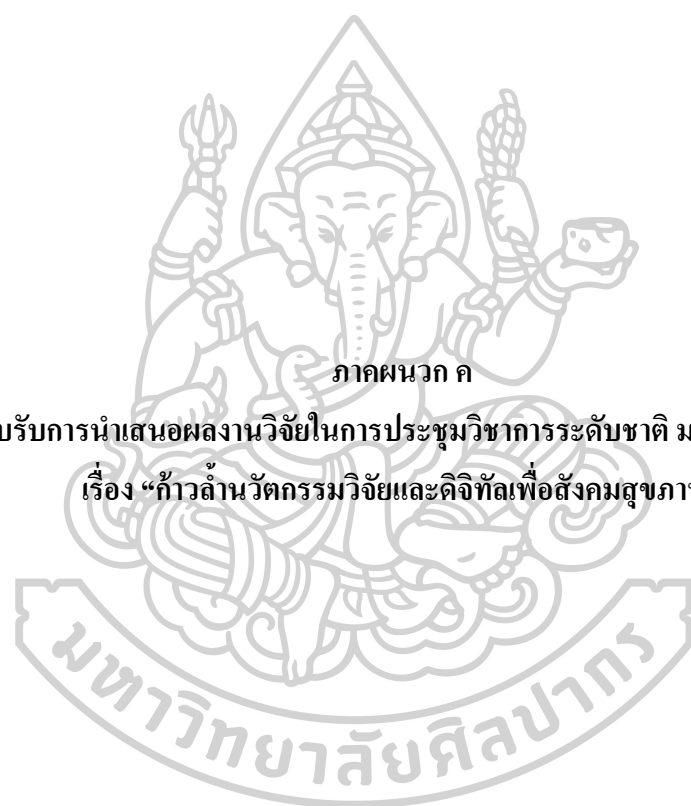 ภาคผนวก ค
บรับการนำเสนอผลงานวิจัยในการประชุมวิชาการระดับชาติ ม
เรื่อง “ก้าวล้ำนวัตกรรมวิจัยและดิจิทัลเพื่อสังคมสุขภา
มหาวิทยาลัยศิลปากร